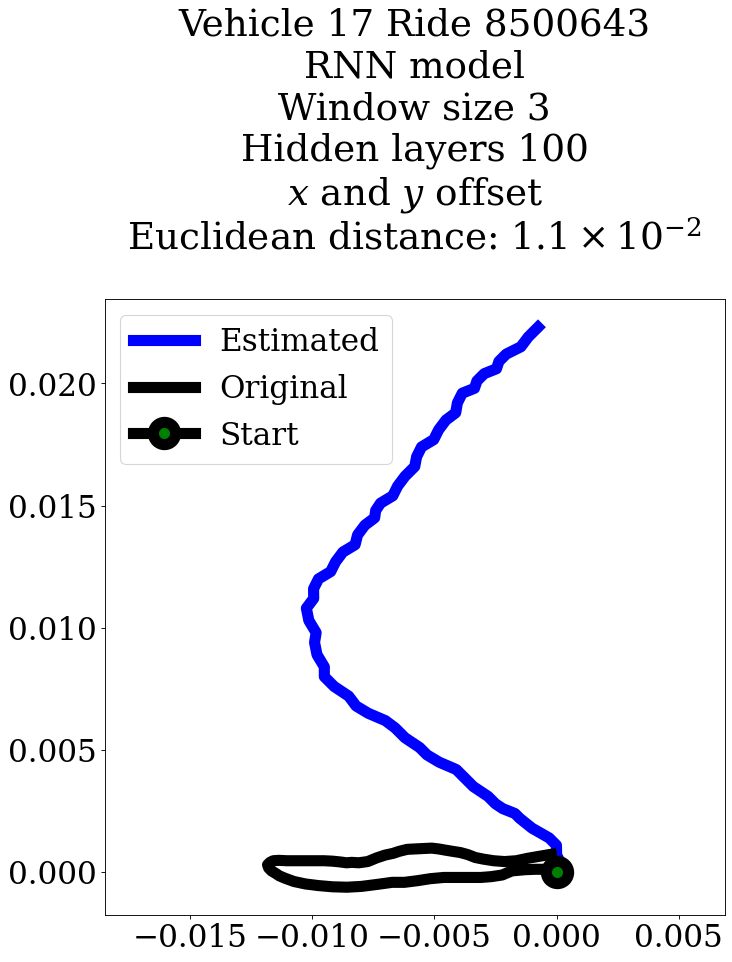 Vehicle 17 Ride 8500643
RNN model
Window size 3
Hidden layers 100
x and y offset
Euclidean distance: 1.1 × 10⁻²
Estimated
Original
Start
0.020
0.015
0.010
0.005
0.000
−0.015 −0.010 −0.005 0.000 0.005